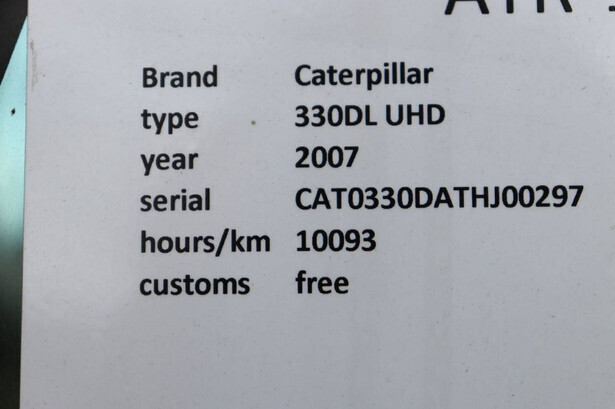 Brand Caterpillar
type 330DL UHD
year 2007
serial CAT0330DATHJ00297
hours/km 10093
customs free